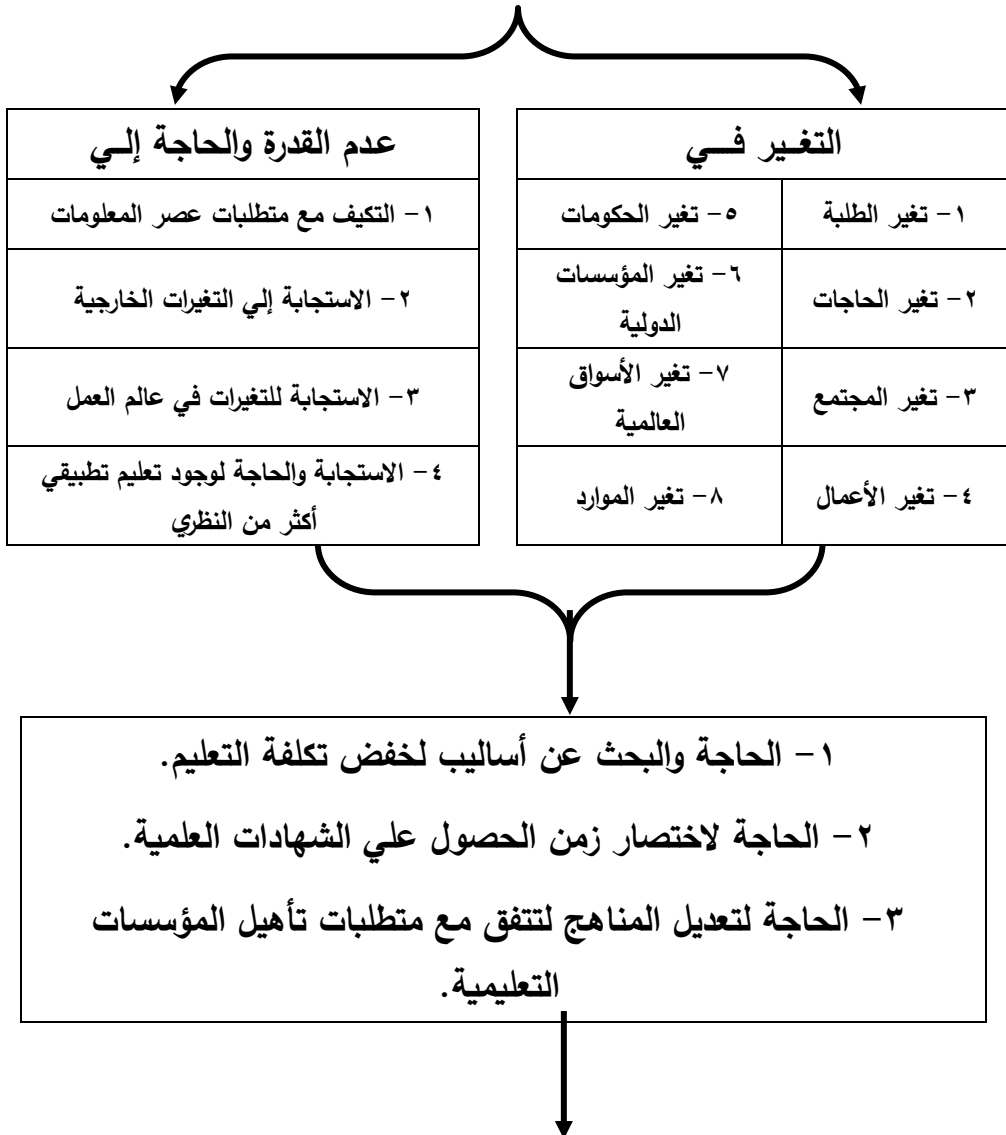 التغيير فــي
١- تغير الطلبة
٥- تغير الحكومات
٢- تغير الحاجات
٦- تغير المؤسسات
الدولية
٣- تغير المجتمع
٧- تغير الأسواق
العالمية
٤- تغير الأعمال
٨- تغير الموارد
عدم القدرة والحاجة إلــي
١- التكيف مع متطلبات عصر المعلومات
٢- الاستجابة إلي التغيرات الخارجية
٣- الاستجابة للتغيرات في عالم العمل
٤- الاستجابة والحاجة لوجود تعليم تطبيقي
أكثر من النظري
١- الحاجة والبحث عن أساليب لخفض تكلفة التعليم.
٢- الحاجة لاختصار زمن الحصول علي الشهادات العلمية.
٣- الحاجة لتعديل المناهج لتتفق مع متطلبات تأهيل المؤسسات
التعليمية.